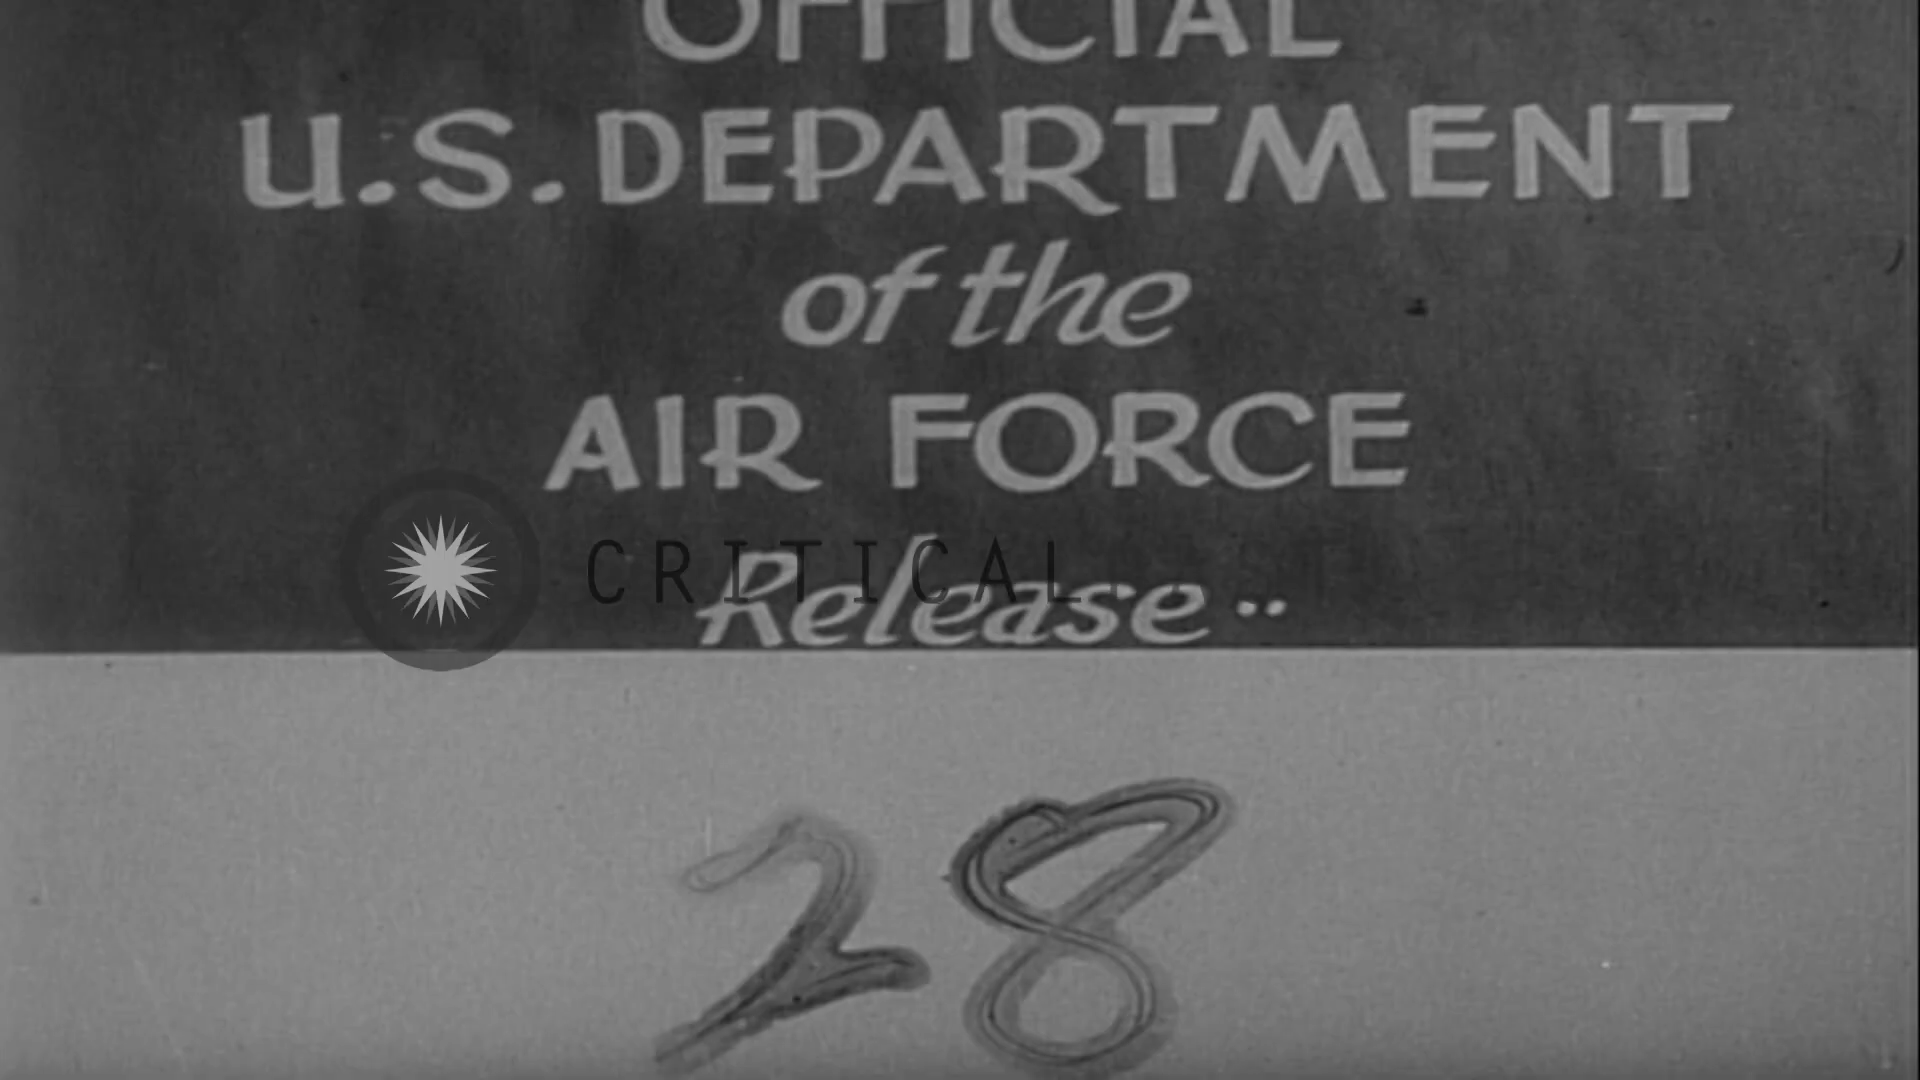 OFFICIAL
U.S. DEPARTMENT
of the
AIR FORCE
CRITICAL
Release ..
28